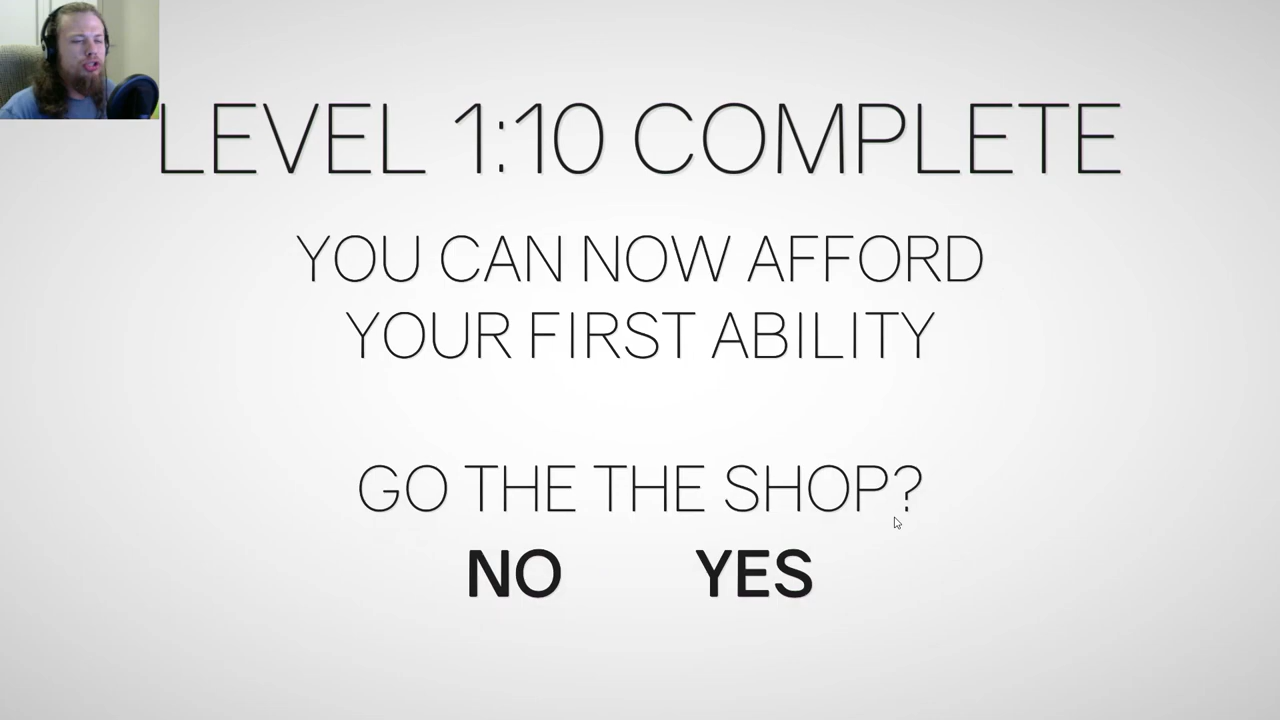 LEVEL 1:10 COMPLETE
YOU CAN NOW AFFORD
YOUR FIRST ABILITY
GO THE THE SHOP?
NO YES